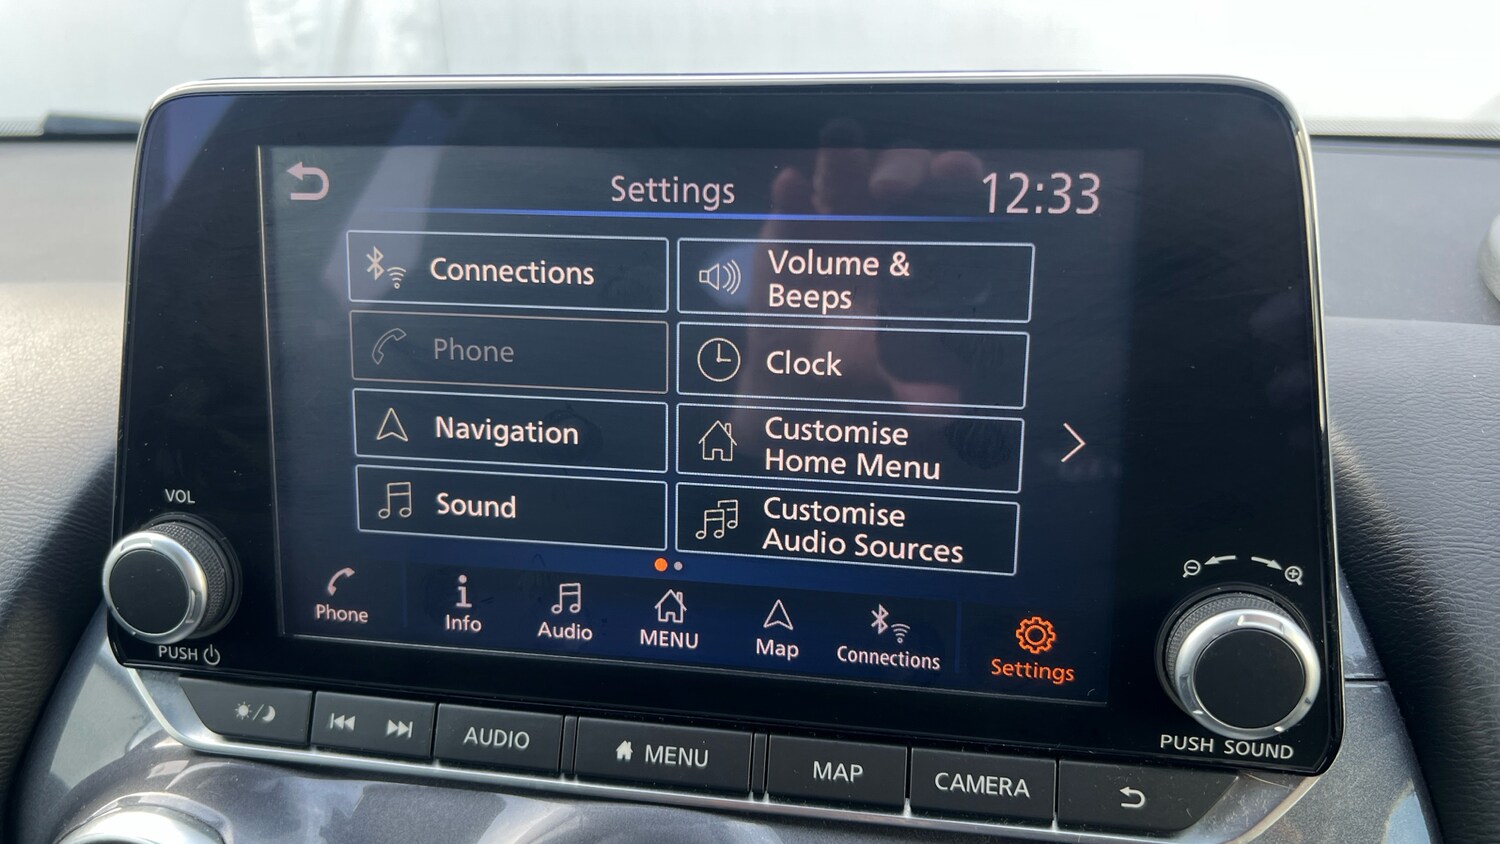 Settings
12:33
Connections
Volume &
Beeps
Phone
Clock
Navigation
Customise
Home Menu
Sound
Customise
Audio Sources
Phone
Info
Audio
MENU
Map
Connections
Settings
VOL
PUSH
PUSH SOUND
AUDIO
MENU
MAP
CAMERA